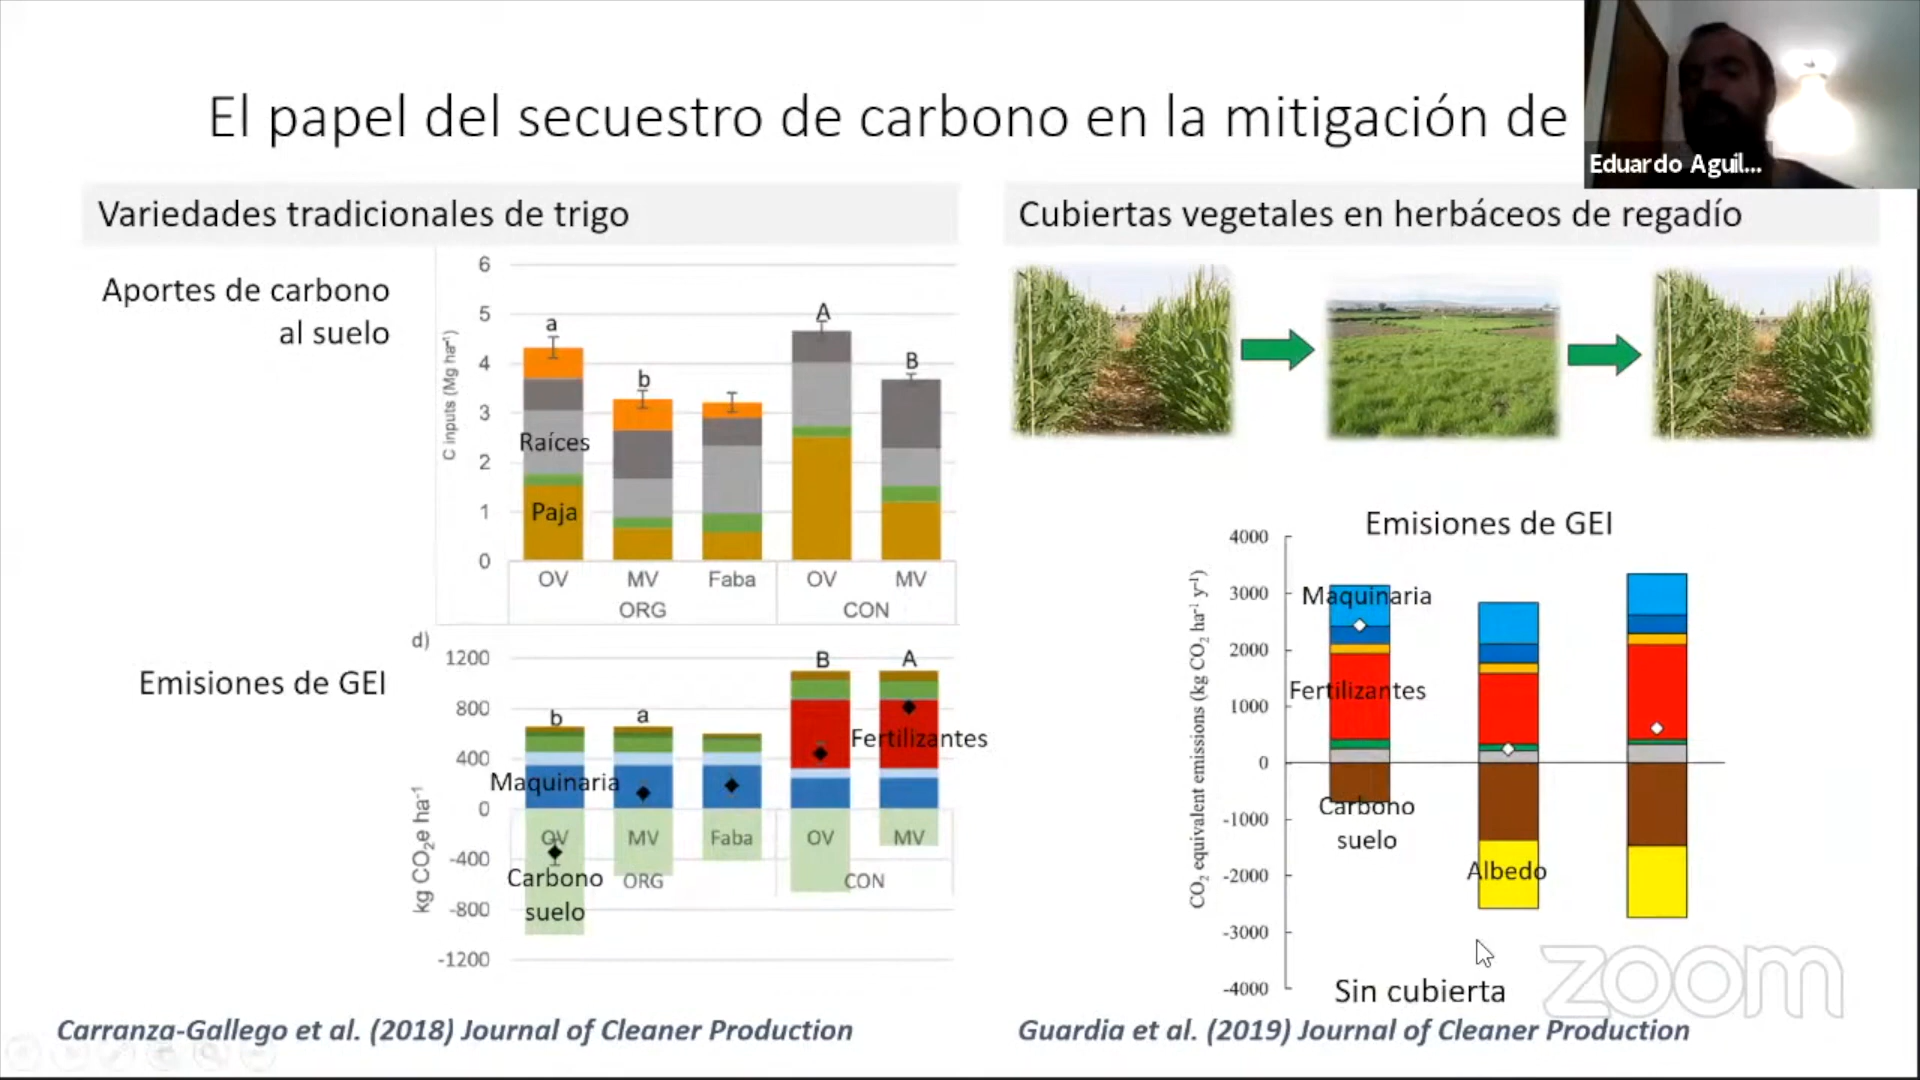 El papel del secuestro de carbono en la mitigación de
Eduardo Aguil...
Variedades tradicionales de trigo
Aportes de carbono
al suelo
C inputs (Mg ha⁻¹)
6
5
4
3
2
1
0
a
b
A
B
Raíces
Paja
OV
MV
Faba
OV
MV
ORG
CON
d)
Emisiones de GEI
kg CO₂e ha⁻¹
1200
800
400
0
-400
-800
-1200
b
a
B
A
Fertilizantes
Maquinaria
OV
MV
Faba
OV
MV
Carbono
suelo
ORG
CON
Carranza-Gallego et al. (2018) Journal of Cleaner Production
Cubiertas vegetales en herbáceos de regadío
Emisiones de GEI
CO₂ equivalent emissions (kg CO₂ ha⁻¹ y⁻¹)
4000
3000
2000
1000
0
-1000
-2000
-3000
-4000
Maquinaria
Fertilizantes
Carbono
suelo
Albedo
Sin cubierta
zoom
Guardia et al. (2019) Journal of Cleaner Production